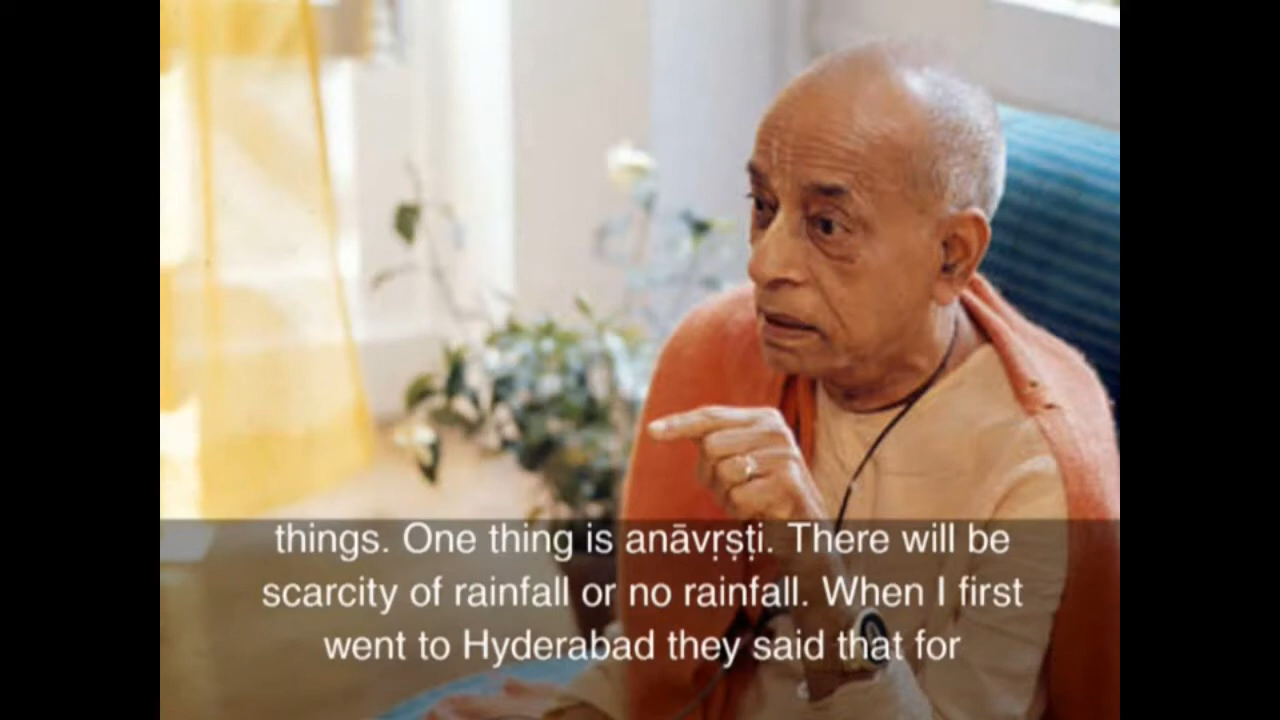 things. One thing is anāvṛṣṭi. There will be
scarcity of rainfall or no rainfall. When I first
went to Hyderabad they said that for